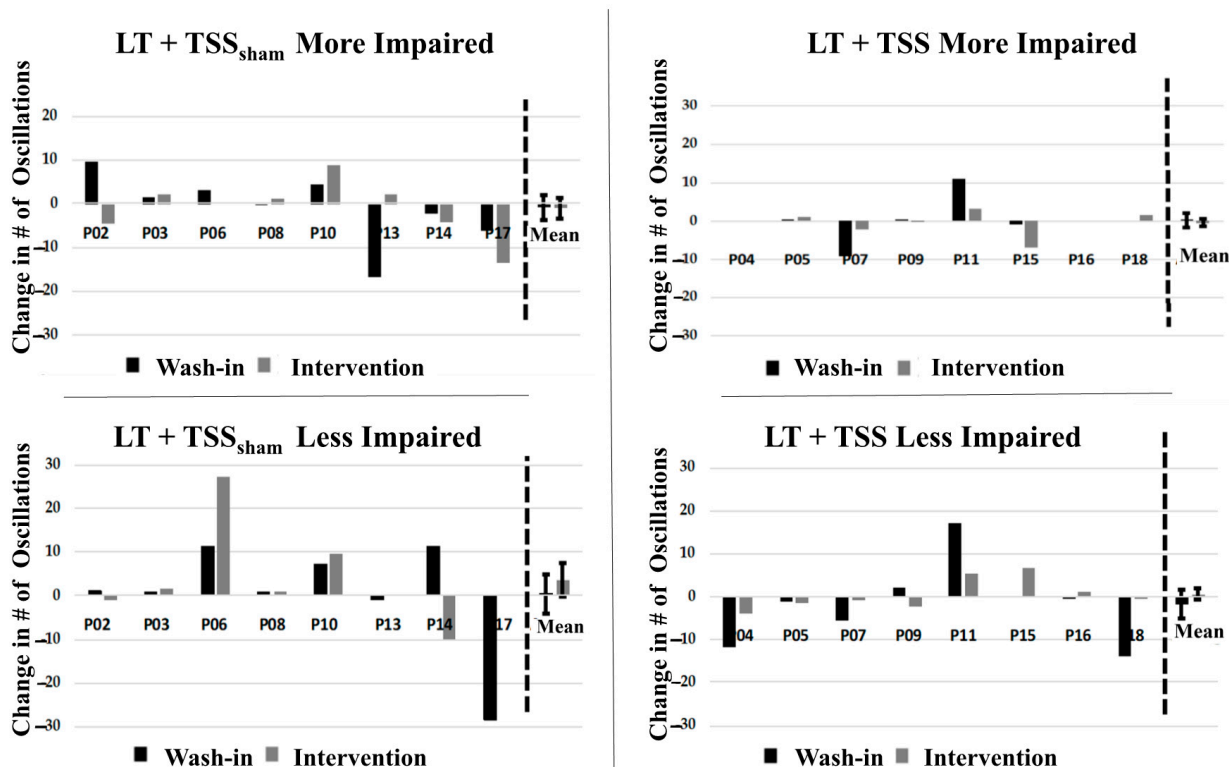 LT + TSSsham More Impaired
Change in # of Oscillations
20
10
0
–10
–20
–30
P02 P03 P06 P08 P10 P13 P14 P17 Mean
Wash-in Intervention
LT + TSS More Impaired
Change in # of Oscillations
30
20
10
0
–10
–20
–30
P04 P05 P07 P09 P11 P15 P16 P18 Mean
Wash-in Intervention
LT + TSSsham Less Impaired
Change in # of Oscillations
30
20
10
0
–10
–20
–30
P02 P03 P06 P08 P10 P13 P14 17 Mean
Wash-in Intervention
LT + TSS Less Impaired
Change in # of Oscillations
30
20
10
0
–10
–20
–30
04 P05 P07 P09 P11 P15 P16 18 Mean
Wash-in Intervention